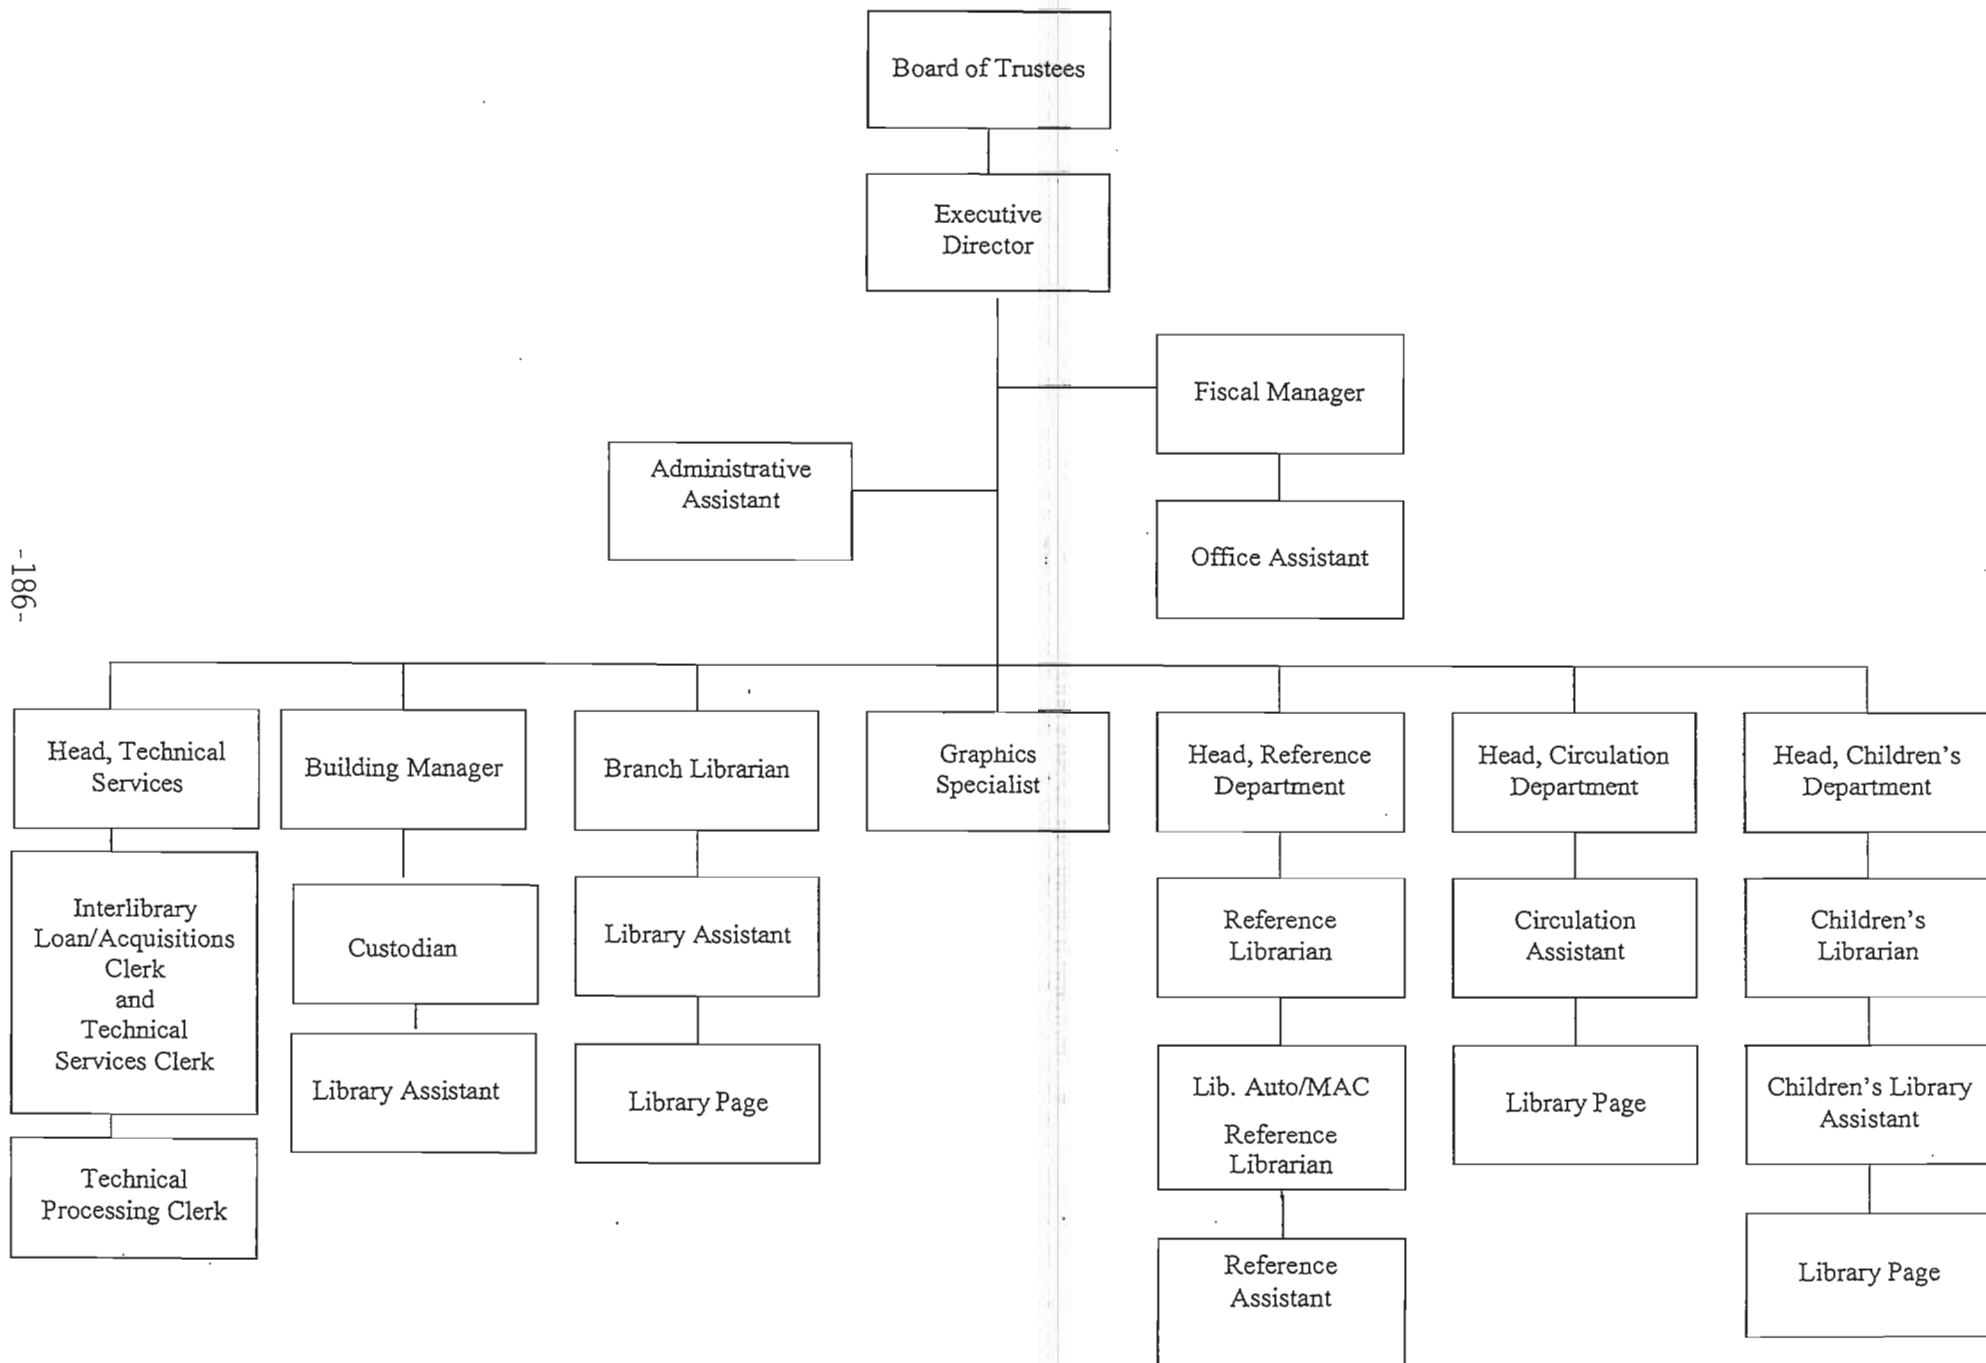 Board of Trustees
Executive
Director
Fiscal Manager
Administrative
Assistant
Office Assistant
-186-
Head, Technical
Services
Building Manager
Branch Librarian
Graphics
Specialist
Head, Reference
Department
Head, Circulation
Department
Head, Children's
Department
Interlibrary
Loan/Acquisitions
Clerk
and
Technical
Services Clerk
Custodian
Library Assistant
Reference
Librarian
Circulation
Assistant
Children's
Librarian
Library Assistant
Library Page
Lib. Auto/MAC
Reference
Librarian
Library Page
Children's Library
Assistant
Technical
Processing Clerk
Reference
Assistant
Library Page